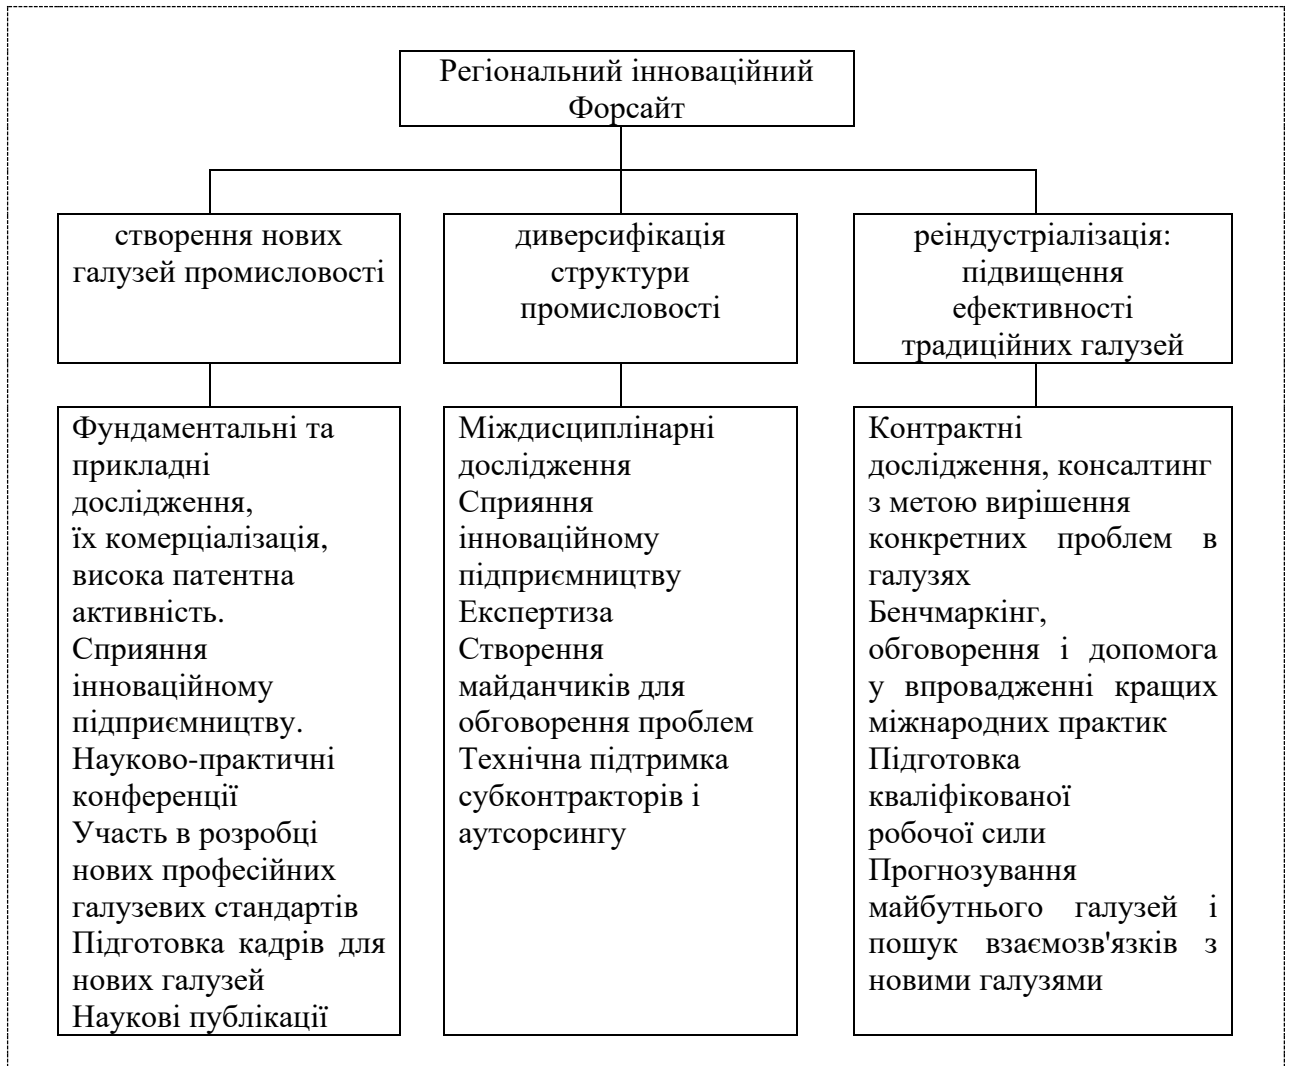 Регіональний інноваційний
Форсайт
створення нових
галузей промисловості
диверсифікація
структури
промисловості
реіндустріалізація:
підвищення
ефективності
традиційних галузей
Фундаментальні та
прикладні
дослідження,
їх комерціалізація,
висока патентна
активність.
Сприяння
інноваційному
підприємництву.
Науково-практичні
конференції
Участь в розробці
нових професійних
галузевих стандартів
Підготовка кадрів для
нових галузей
Наукові публікації
Міждисциплінарні
дослідження
Сприяння
інноваційному
підприємництву
Експертиза
Створення
майданчиків для
обговорення проблем
Технічна підтримка
субконтракторів і
аутсорсингу
Контрактні
дослідження, консалтинг
з метою вирішення
конкретних проблем в
галузях
Бенчмаркінг,
обговорення і допомога
у впровадженні кращих
міжнародних практик
Підготовка
кваліфікованої
робочої сили
Прогнозування
майбутнього галузей і
пошук взаємозв'язків з
новими галузями